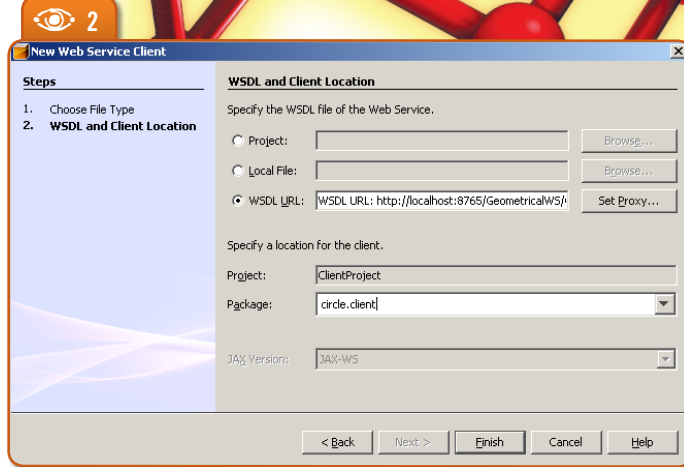 2
New Web Service Client
Steps
1. Choose File Type
2. WSDL and Client Location
WSDL and Client Location
Specify the WSDL file of the Web Service.
Project:
Browse...
Local File:
Browse...
WSDL URL: WSDL URL: http://localhost:8765/GeometricalWS/
Set Proxy...
Specify a location for the client.
Project: ClientProject
Package: circle.client
JAX Version: JAX-WS
< Back Next > Finish Cancel Help